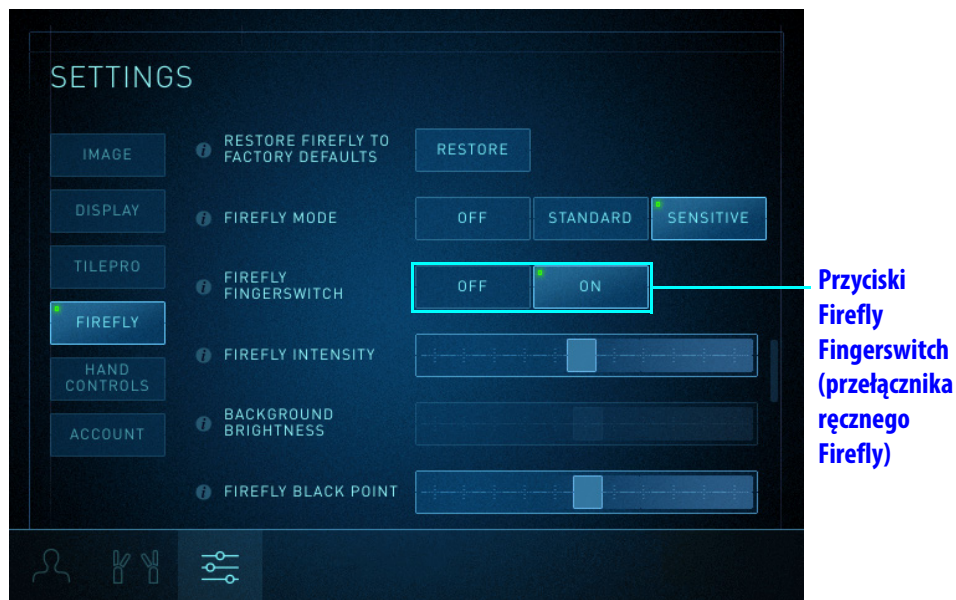 SETTINGS
IMAGE
DISPLAY
TILEPRO
FIREFLY
HAND
CONTROLS
ACCOUNT
RESTORE FIREFLY TO
FACTORY DEFAULTS
RESTORE
FIREFLY MODE
OFF
STANDARD
SENSITIVE
FIREFLY
FINGERSWITCH
OFF
ON
FIREFLY INTENSITY
BACKGROUND
BRIGHTNESS
FIREFLY BLACK POINT
Przyciski
Firefly
Fingerswitch
(przełącznika
ręcznego
Firefly)